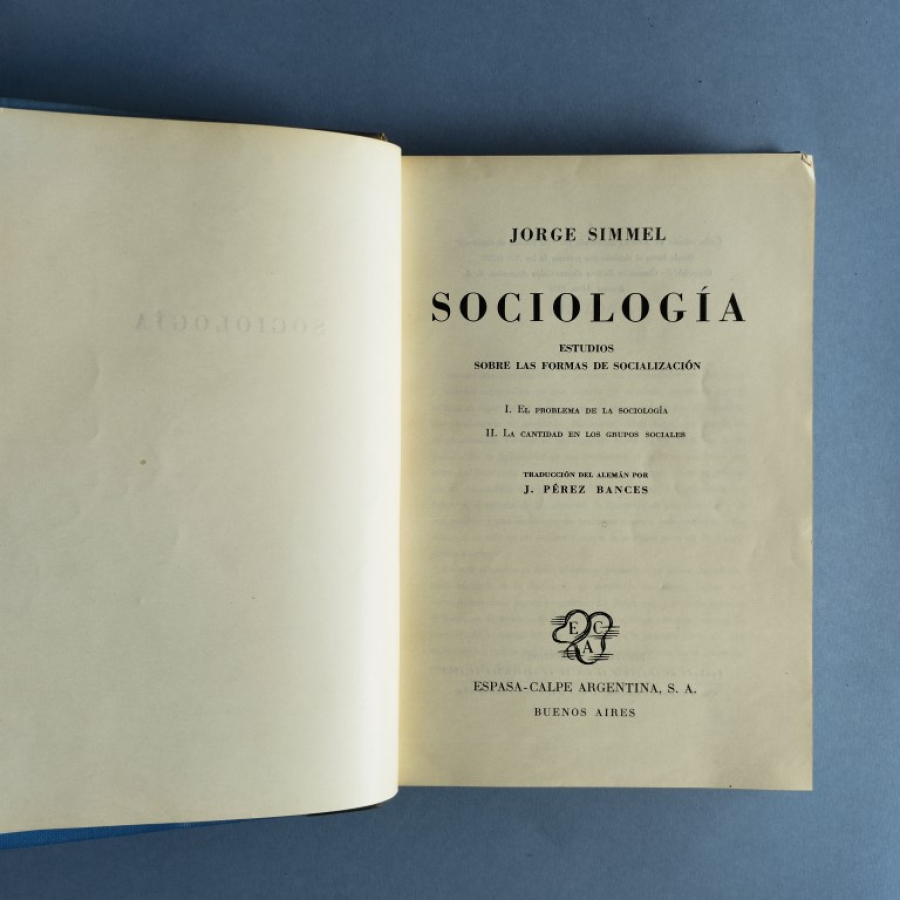 SOCIOLOGÍA
JORGE SIMMEL
SOCIOLOGÍA
ESTUDIOS
SOBRE LAS FORMAS DE SOCIALIZACIÓN
I. EL PROBLEMA DE LA SOCIOLOGÍA
II. LA CANTIDAD EN LOS GRUPOS SOCIALES
TRADUCCIÓN DEL ALEMÁN POR
J. PÉREZ BANCES
E C
A
ESPASA-CALPE ARGENTINA, S. A.
BUENOS AIRES